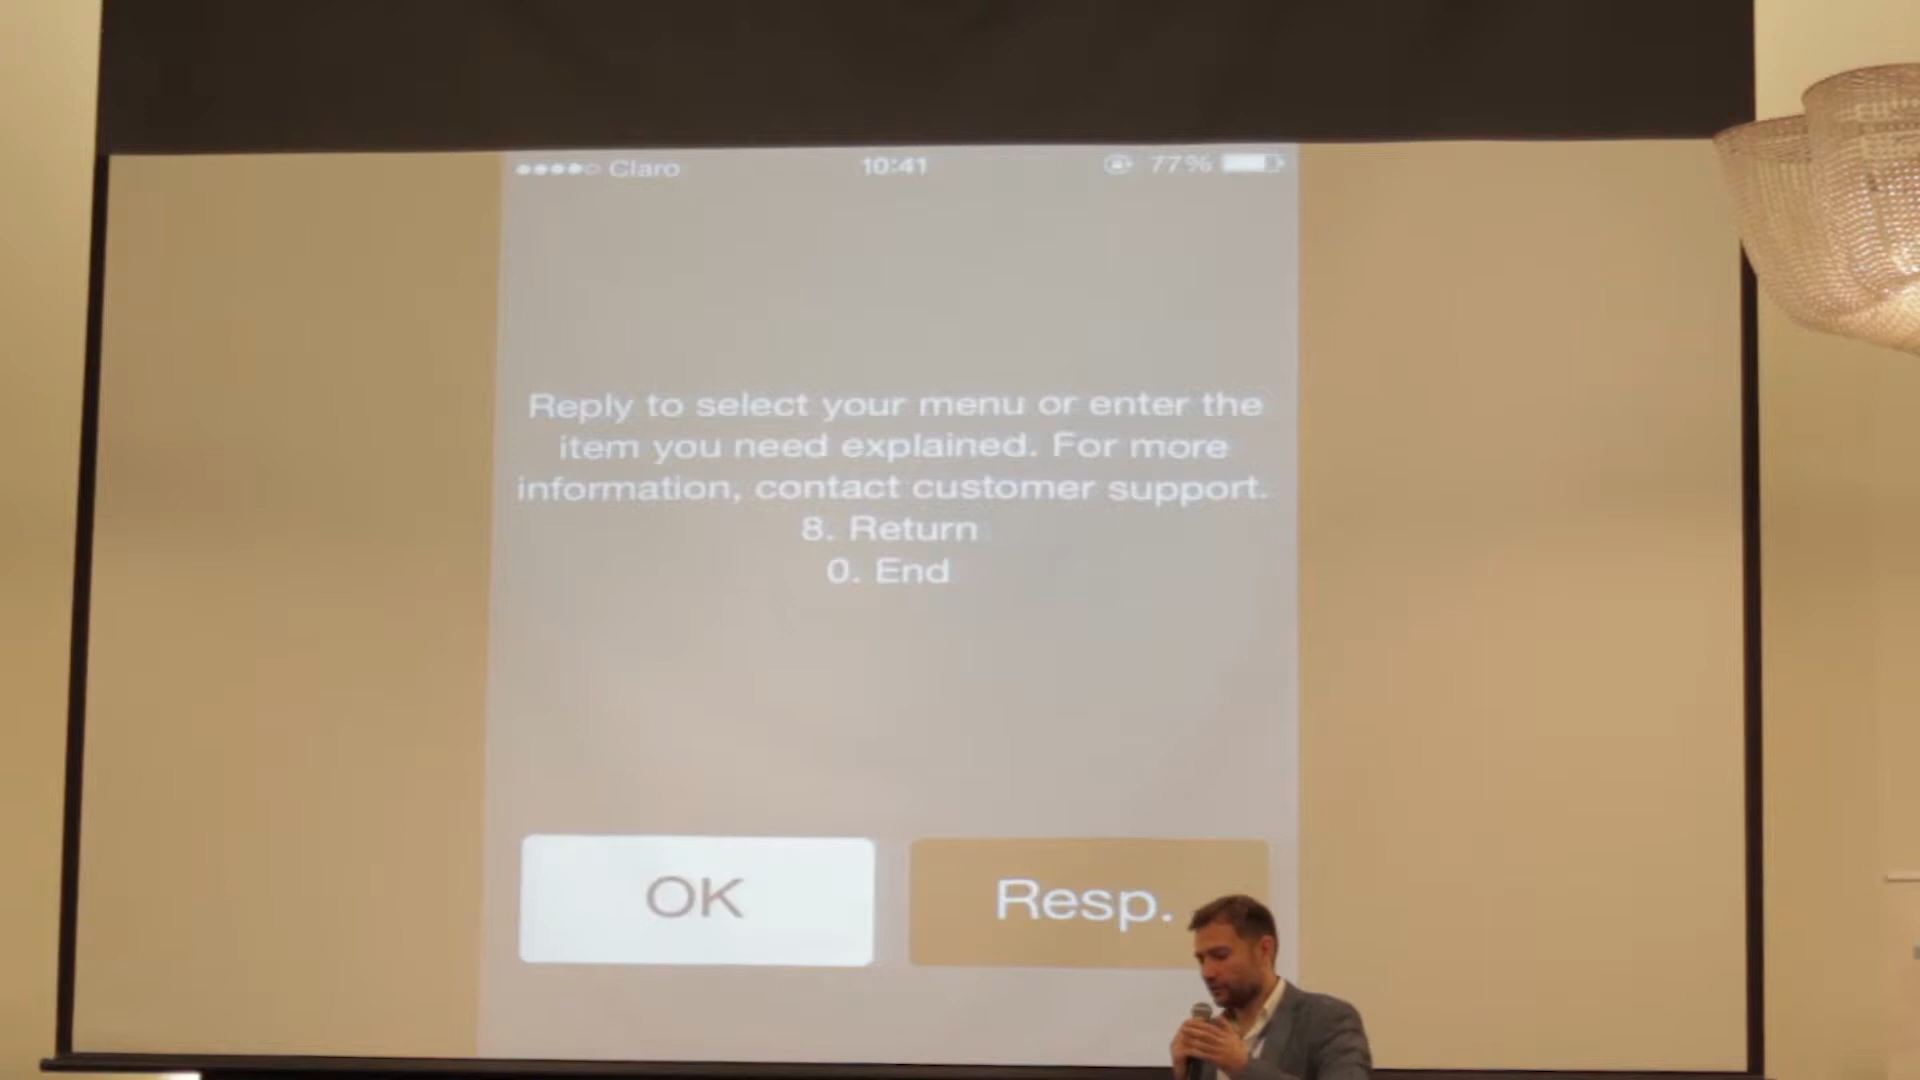 Claro 10:41 77%
Reply to select your menu or enter the
item you need explained. For more
information, contact customer support.
8. Return
0. End
OK Resp.